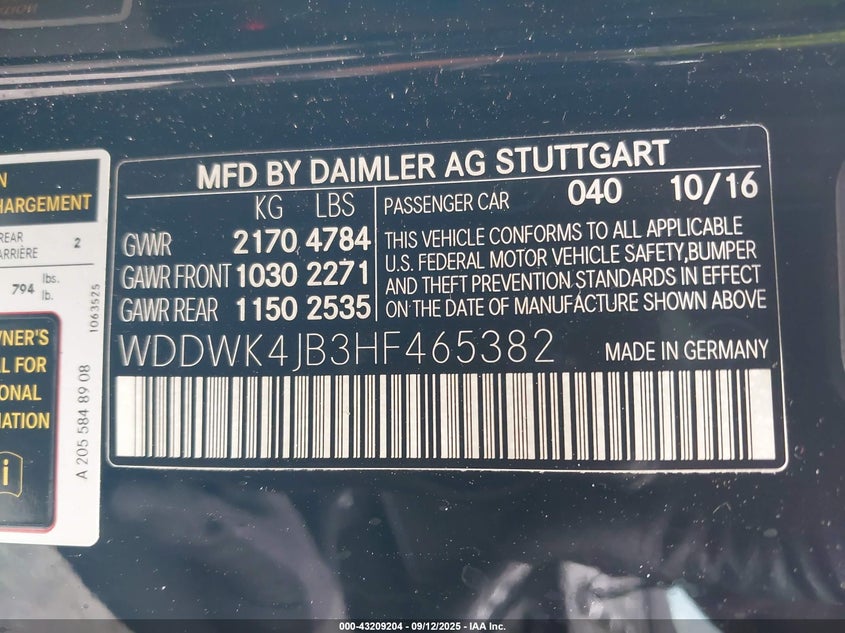 MFD BY DAIMLER AG STUTTGART
KG LBS
GVWR 2170 4784
GAWR FRONT 1030 2271
GAWR REAR 1150 2535
PASSENGER CAR 040 10/16
THIS VEHICLE CONFORMS TO ALL APPLICABLE
U.S. FEDERAL MOTOR VEHICLE SAFETY,BUMPER
AND THEFT PREVENTION STANDARDS IN EFFECT
ON THE DATE OF MANUFACTURE SHOWN ABOVE
WDDWK4JB3HF465382 MADE IN GERMANY
N
HARGEMENT
REAR
ARRIÈRE 2
794 lbs.
lb.
1063525
WNER'S
L FOR
IONAL
MATION
i
A 205 584 89 08
000-43209204 - 09/12/2025 - IAA Inc.